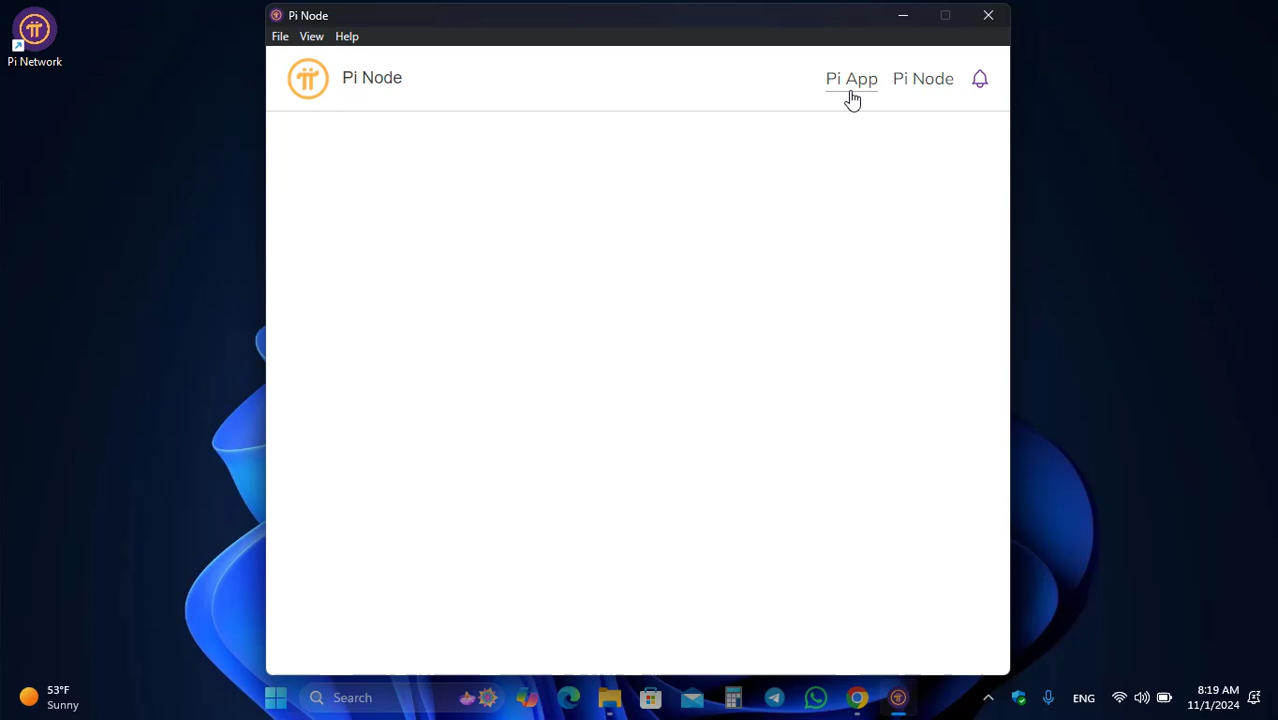 Pi Node
File View Help
Pi Node
Pi App Pi Node
Pi Network
53°F
Sunny
Search
ENG
8:19 AM
11/1/2024